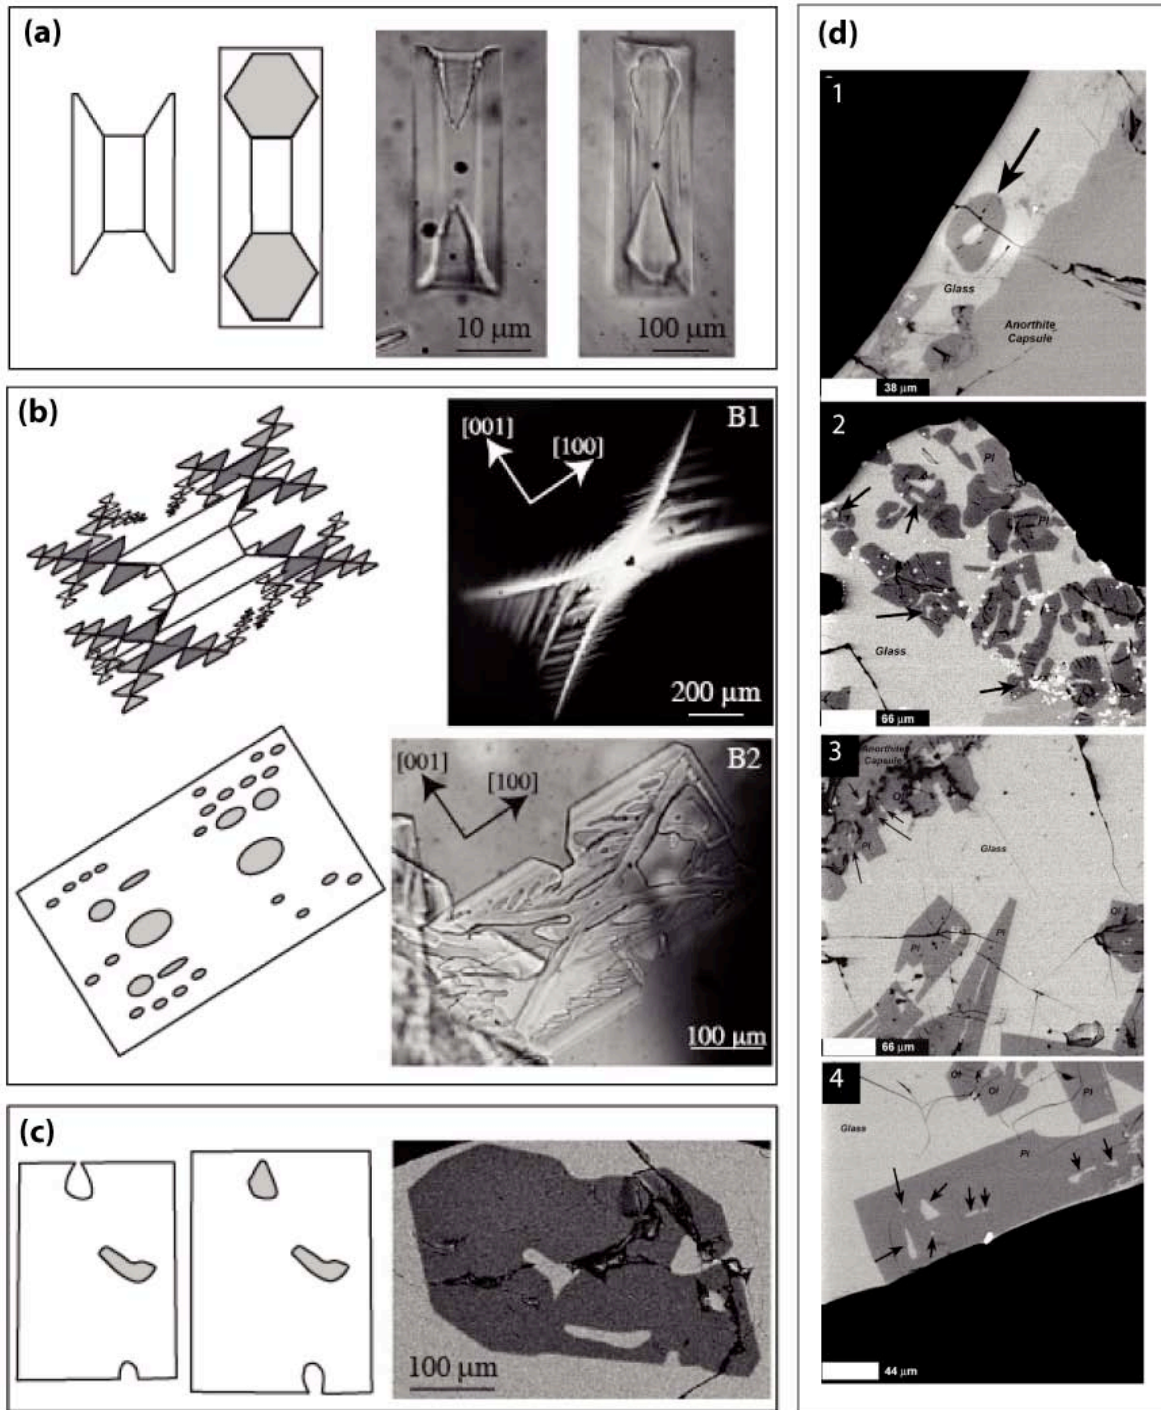 (a)
10 µm
100 µm
(b)
B1
[001]
[100]
200 µm
B2
[001]
[100]
100 µm
(c)
100 µm
(d)
1
Glass
Anorthite
Capsule
38 µm
2
Pl
Pl
Glass
66 µm
3
Anorthite
Capsule
Ol
Pl
Glass
Ol
Pl
Pl
66 µm
4
Ol
Ol
Pl
Glass
Pl
44 µm